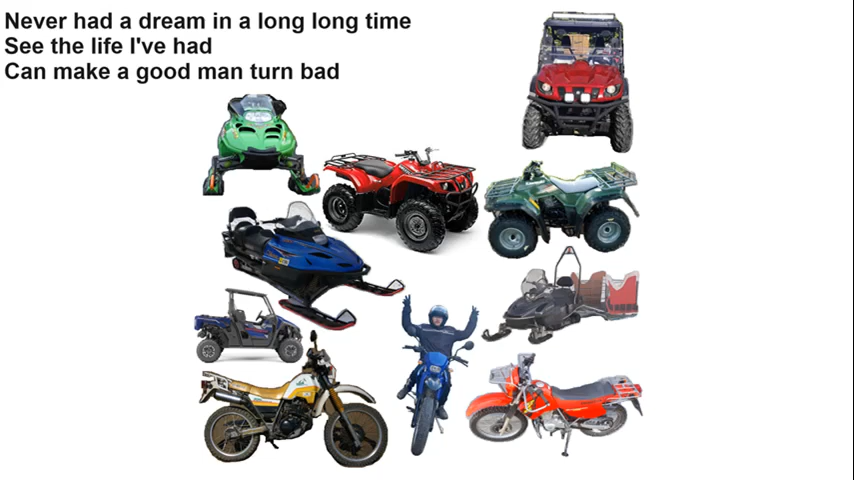 Never had a dream in a long long time
See the life I've had
Can make a good man turn bad